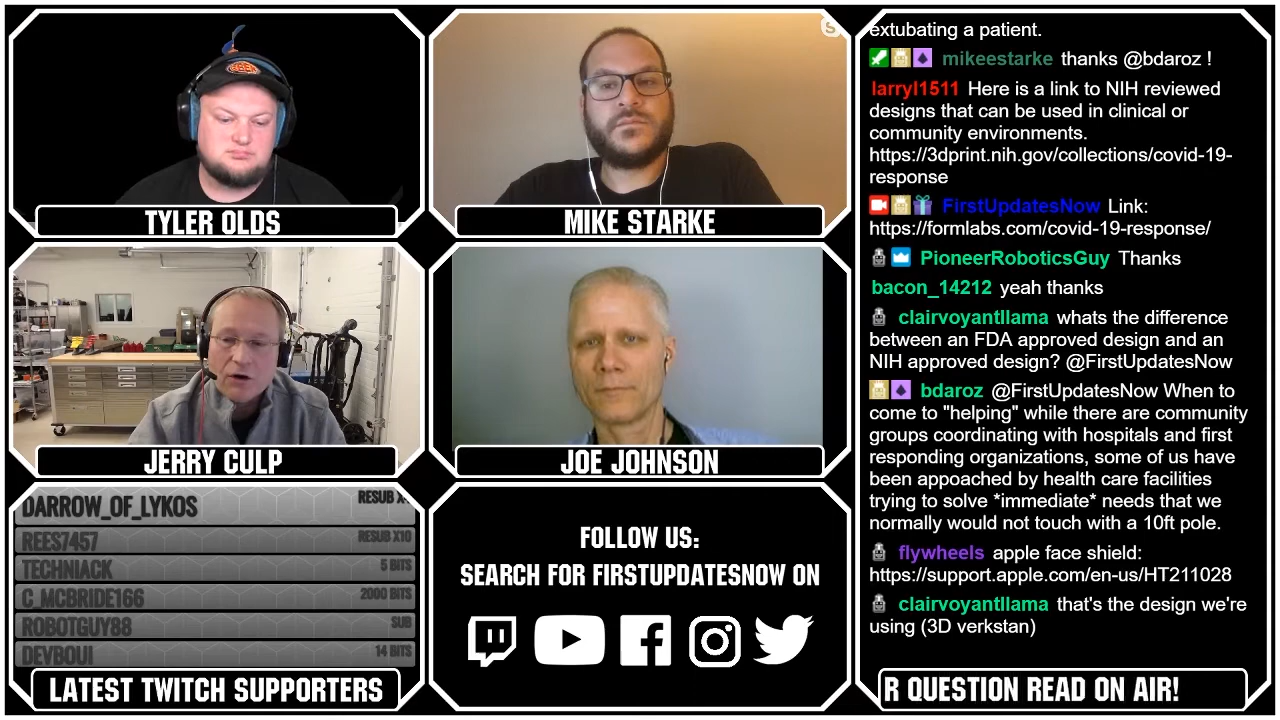 TYLER OLDS
MIKE STARKE
JERRY CULP
JOE JOHNSON
DARROW_OF_LYKOS RESUB X
REES7457 RESUB X10
TECHNIACK 5 BITS
C_MCBRIDE166 2000 BITS
ROBOTGUY88 SUB
DEVBOUI 14 BITS
LATEST TWITCH SUPPORTERS
FOLLOW US:
SEARCH FOR FIRSTUPDATESNOW ON
extubating a patient.
mikeestarke thanks @bdaroz !
larryl1511 Here is a link to NIH reviewed
designs that can be used in clinical or
community environments.
https://3dprint.nih.gov/collections/covid-19-
response
FirstUpdatesNow Link:
https://formlabs.com/covid-19-response/
PioneerRoboticsGuy Thanks
bacon_14212 yeah thanks
clairvoyantllama whats the difference
between an FDA approved design and an
NIH approved design? @FirstUpdatesNow
bdaroz @FirstUpdatesNow When to
come to "helping" while there are community
groups coordinating with hospitals and first
responding organizations, some of us have
been appoached by health care facilities
trying to solve *immediate* needs that we
normally would not touch with a 10ft pole.
flywheels apple face shield:
https://support.apple.com/en-us/HT211028
clairvoyantllama that's the design we're
using (3D verkstan)
R QUESTION READ ON AIR!